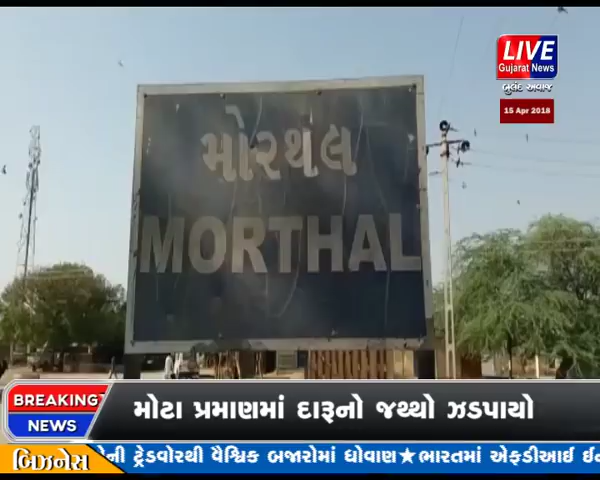 LIVE
Gujarat News
બુલંદ અવાજ
15 Apr 2018
મોરથલ
MORTHAL
BREAKING NEWS
મોટા પ્રમાણમાં દારૂનો જથ્થો ઝડપાયો
બિઝનેસ
ની ટ્રેડવોરથી વૈશ્વિક બજારોમાં ધોવાણ★ભારતમાં એફડીઆઈ